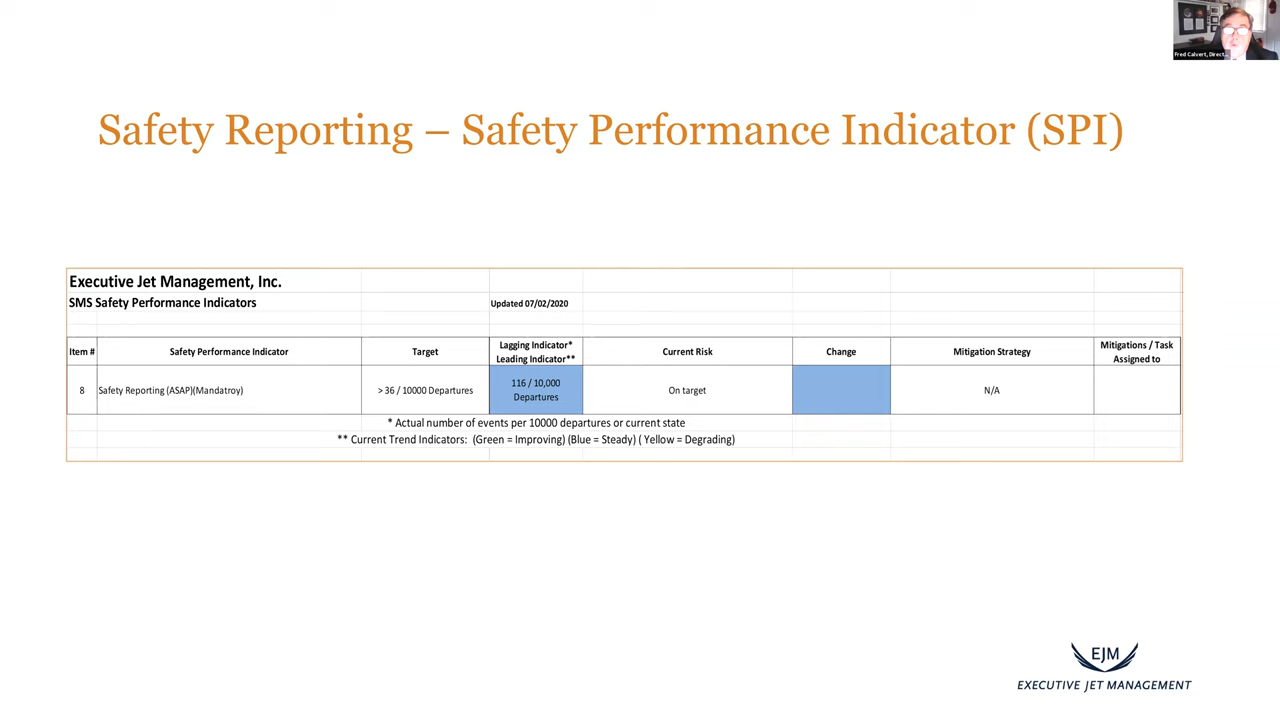 Fred Calvert, Direct...
Safety Reporting – Safety Performance Indicator (SPI)
Executive Jet Management, Inc.
SMS Safety Performance Indicators
Updated 07/02/2020
Item #
Safety Performance Indicator
Target
Lagging Indicator*
Leading Indicator**
Current Risk
Change
Mitigation Strategy
Mitigations / Task
Assigned to
8
Safety Reporting (ASAP)(Mandatroy)
> 36 / 10000 Departures
116 / 10,000
Departures
On target
N/A
* Actual number of events per 10000 departures or current state
** Current Trend Indicators: (Green = Improving) (Blue = Steady) ( Yellow = Degrading)
EJM
EXECUTIVE JET MANAGEMENT